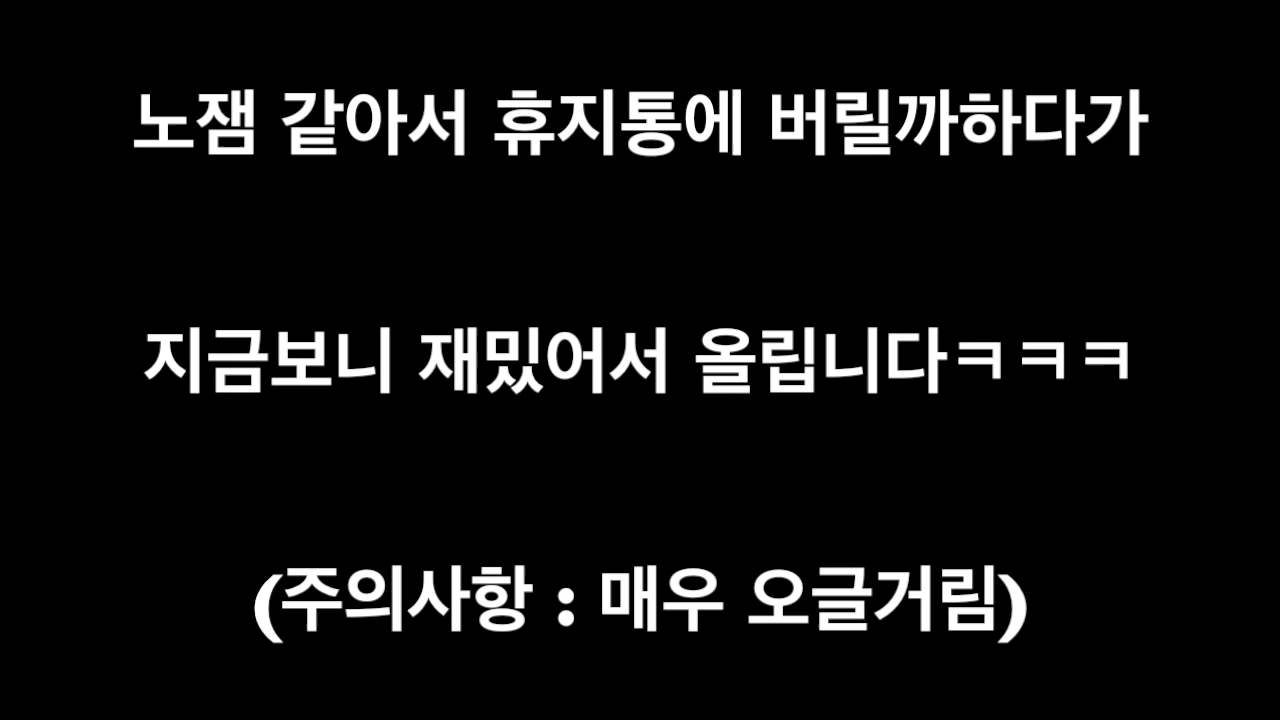 노잼 같아서 휴지통에 버릴까하다가
지금보니 재밌어서 올립니다ㅋㅋㅋ
(주의사항 : 매우 오글거림)